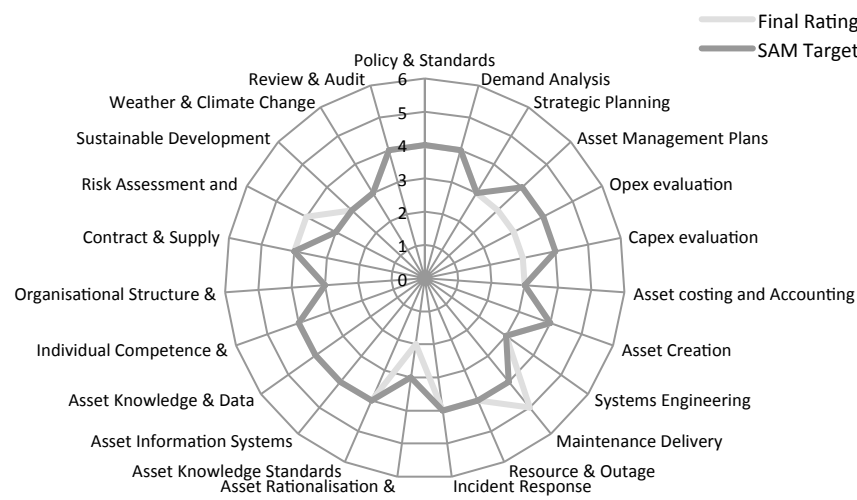 Final Rating
SAM Target
Policy & Standards
Review & Audit
Demand Analysis
Weather & Climate Change
Strategic Planning
Sustainable Development
Asset Management Plans
Risk Assessment and
Opex evaluation
Contract & Supply
Capex evaluation
Organisational Structure &
Asset costing and Accounting
Individual Competence &
Asset Creation
Asset Knowledge & Data
Systems Engineering
Asset Information Systems
Maintenance Delivery
Asset Knowledge Standards
Resource & Outage
Asset Rationalisation &
Incident Response
6
5
4
3
2
1
0